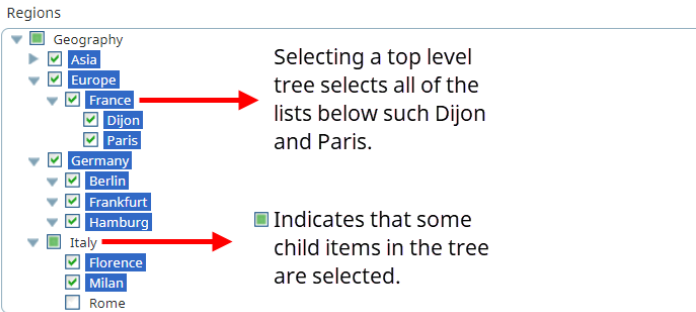 Regions
Geography
Asia
Europe
France
Dijon
Paris
Germany
Berlin
Frankfurt
Hamburg
Italy
Florence
Milan
Rome
Selecting a top level
tree selects all of the
lists below such Dijon
and Paris.
Indicates that some
child items in the tree
are selected.